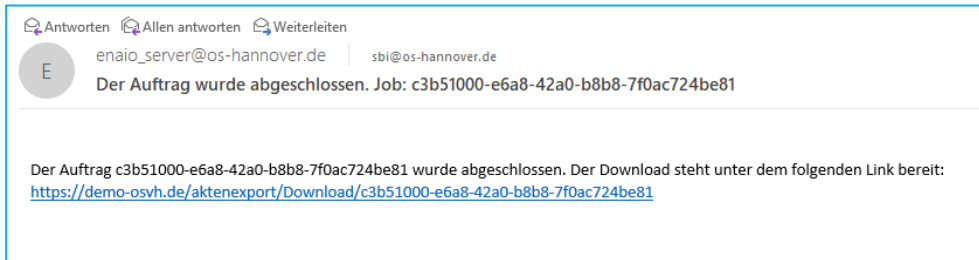 Antworten Allen antworten Weiterleiten
enaio_server@os-hannover.de sbi@os-hannover.de
E
Der Auftrag wurde abgeschlossen. Job: c3b51000-e6a8-42a0-b8b8-7f0ac724be81
Der Auftrag c3b51000-e6a8-42a0-b8b8-7f0ac724be81 wurde abgeschlossen. Der Download steht unter dem folgenden Link bereit:
https://demo-osvh.de/aktenexport/Download/c3b51000-e6a8-42a0-b8b8-7f0ac724be81